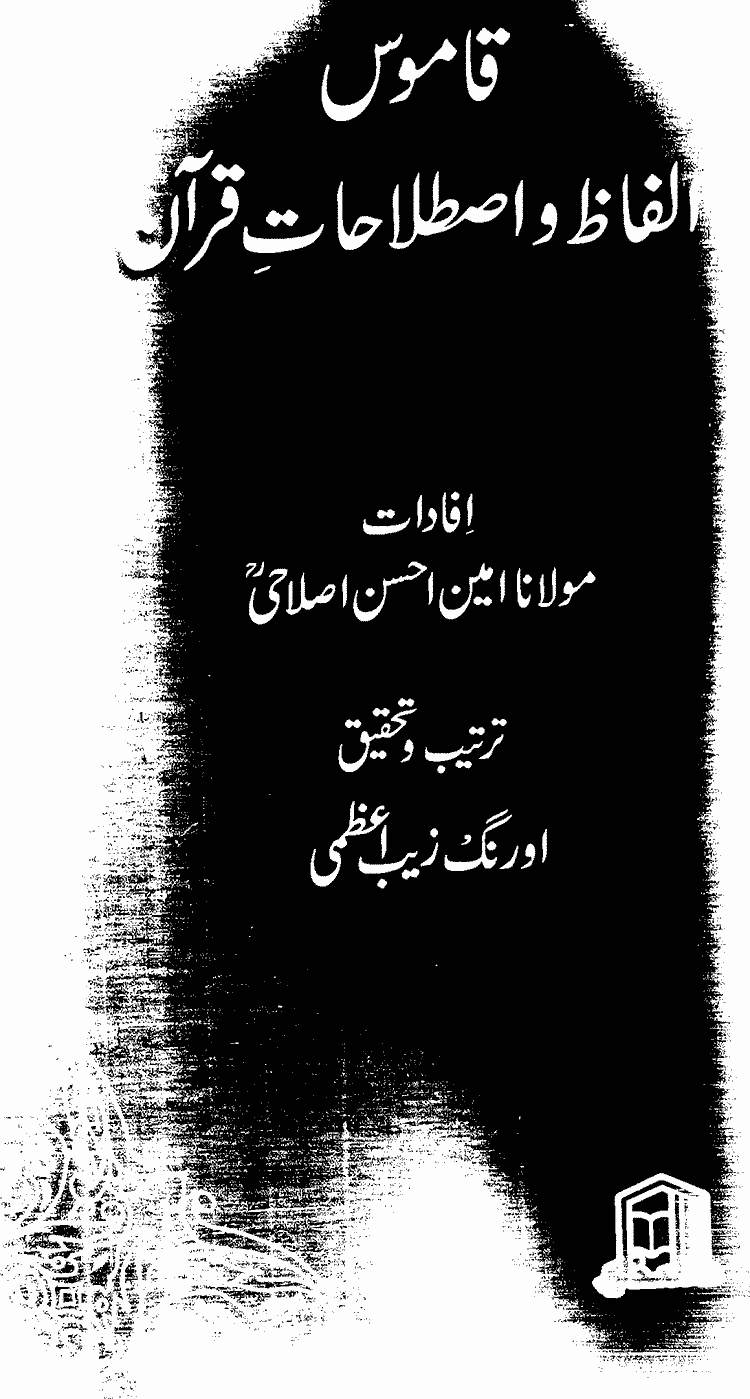 قاموس
الفاظ و اصطلاحاتِ قرآن
اِفادات
مولانا امین احسن اصلاحیؒ
ترتیب و تحقیق
اورنگ زیب اعظمی